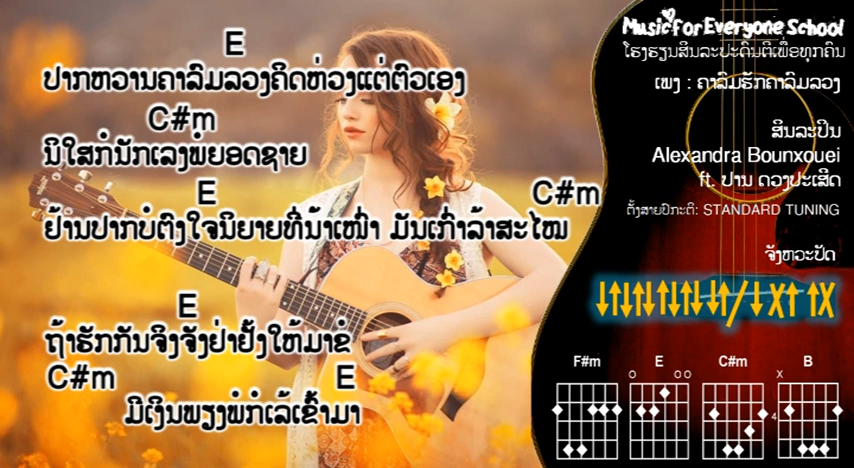 E
ປາກຫວານຄາລົມລວງຄິດຫ່ວງແຕ່ຕົວເອງ
C#m
ນິໃສກໍ່ນັກເລງພໍ່ຍອດຊາຍ
E C#m
ຢ້ານປາກບໍ່ຕົງໃຈນິຍາຍທີ່ນ້ຳເໜົ່າ ມັນເກົ່າລ້າສະໄໝ
E
ຖ້າຮັກກັນຈິງຈັງຢ່າຢັ້ງໃຫ້ມາຂໍ
C#m E
ມີເງິນພຽງພໍກໍ່ເລ້ເຂົ້າມາ
Music For Everyone School
ໂຮງຮຽນສິນລະປະດົນຕີເພື່ອທຸກຄົນ
ເພງ : ຄາລົມຮັກຄາລົມລວງ
ສິນລະປິນ
Alexandra Bounxouei
ft. ປານ ດວງປະເສີດ
ຕັ້ງສາຍປົກະຕິ: STANDARD TUNING
ຈັງຫວະປັດ
↓↑↓↑↓↑↓↑↓↑/↓X↑↑X
F#m E C#m B
o oo x
4